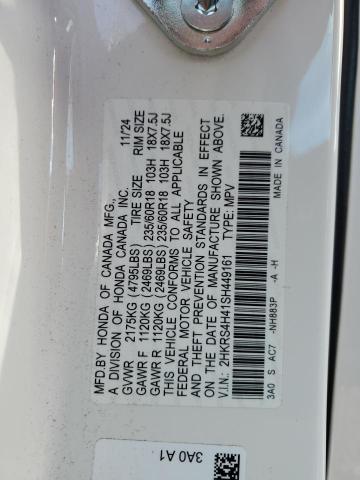 MFD.BY HONDA OF CANADA MFG., 11/24
A DIVISION OF HONDA CANADA INC.
GVWR 2175KG (4795LBS) TIRE SIZE RIM SIZE
GAWR F 1120KG (2469LBS) 235/60R18 103H 18X7.5J
GAWR R 1120KG (2469LBS) 235/60R18 103H 18X7.5J
THIS VEHICLE CONFORMS TO ALL APPLICABLE
FEDERAL MOTOR VEHICLE SAFETY
AND THEFT PREVENTION STANDARDS IN EFFECT
ON THE DATE OF MANUFACTURE SHOWN ABOVE.
V.I.N.: 2HKRS4H41SH449161 TYPE: MPV
3A0 S AC7 -NH883P -A -H MADE IN CANADA
3A0 A1